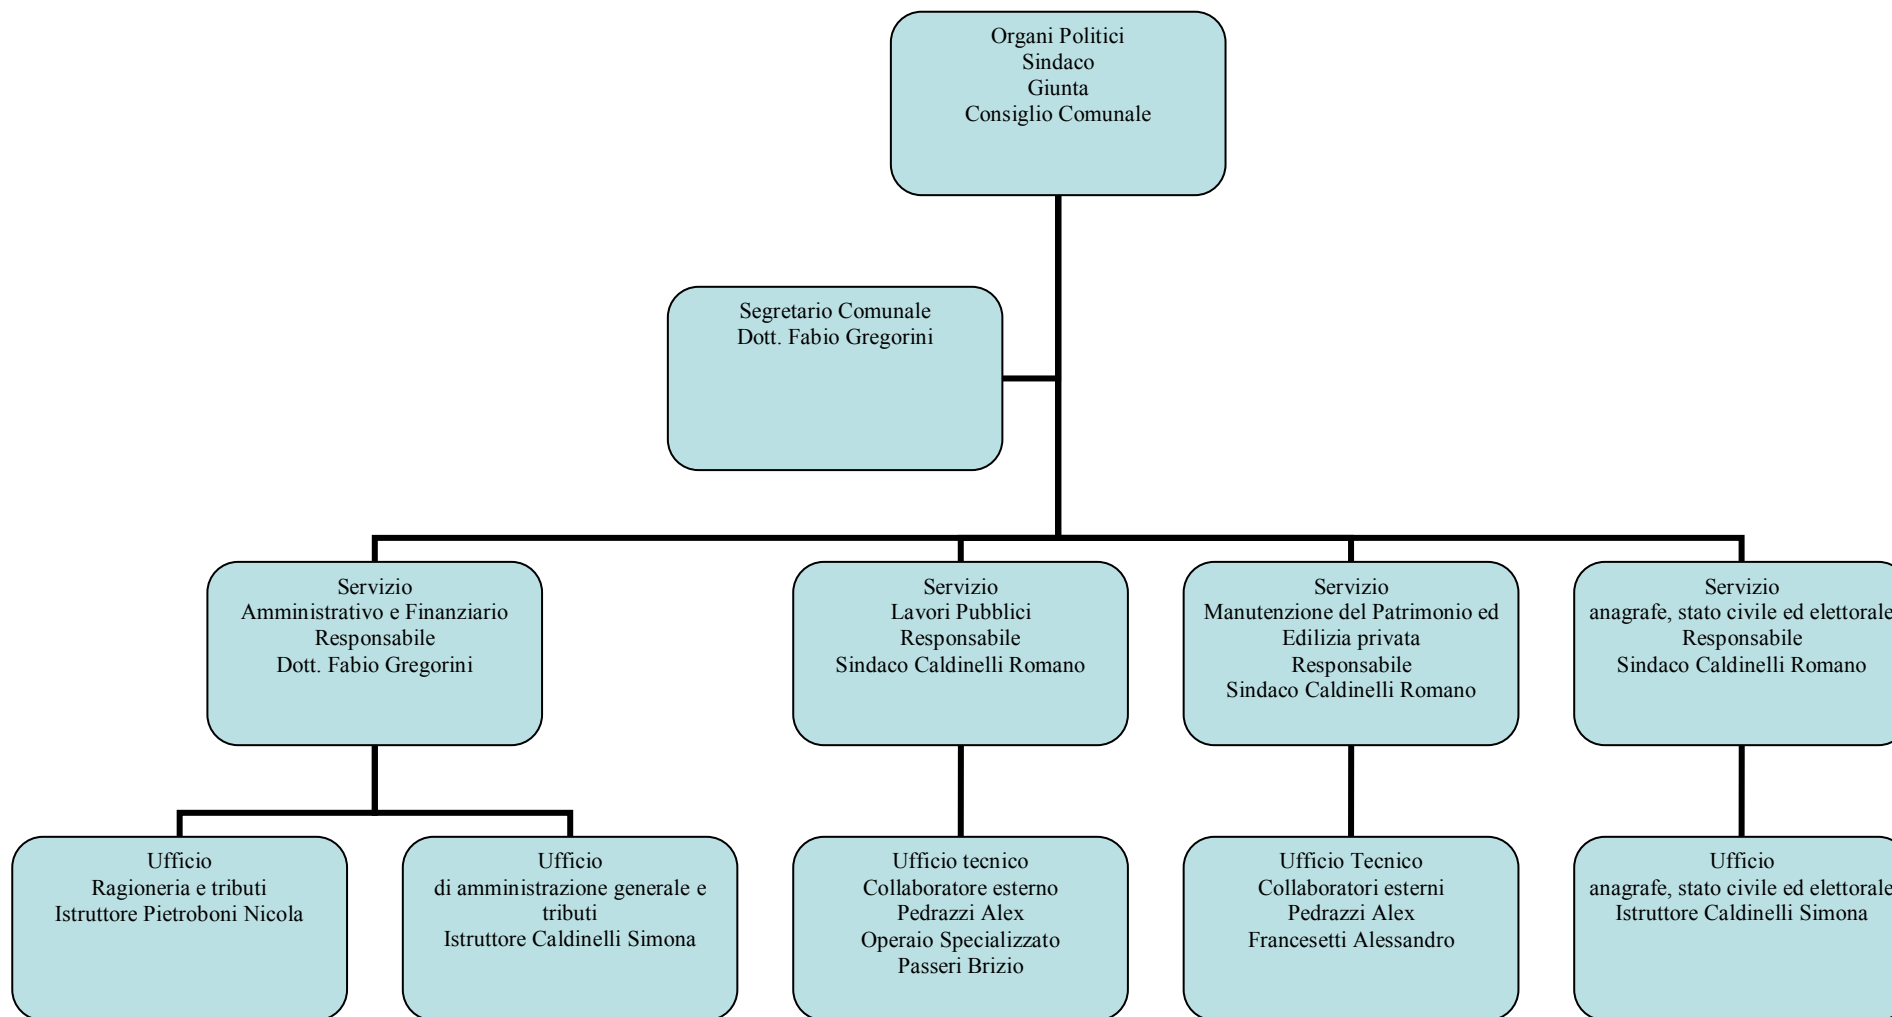 Organi Politici
Sindaco
Giunta
Consiglio Comunale
Segretario Comunale
Dott. Fabio Gregorini
Servizio
Amministrativo e Finanziario
Responsabile
Dott. Fabio Gregorini
Servizio
Lavori Pubblici
Responsabile
Sindaco Caldinelli Romano
Servizio
Manutenzione del Patrimonio ed
Edilizia privata
Responsabile
Sindaco Caldinelli Romano
Servizio
anagrafe, stato civile ed elettorale
Responsabile
Sindaco Caldinelli Romano
Ufficio
Ragioneria e tributi
Istruttore Pietroboni Nicola
Ufficio
di amministrazione generale e
tributi
Istruttore Caldinelli Simona
Ufficio tecnico
Collaboratore esterno
Pedrazzi Alex
Operaio Specializzato
Passeri Brizio
Ufficio Tecnico
Collaboratori esterni
Pedrazzi Alex
Francesetti Alessandro
Ufficio
anagrafe, stato civile ed elettorale
Istruttore Caldinelli Simona